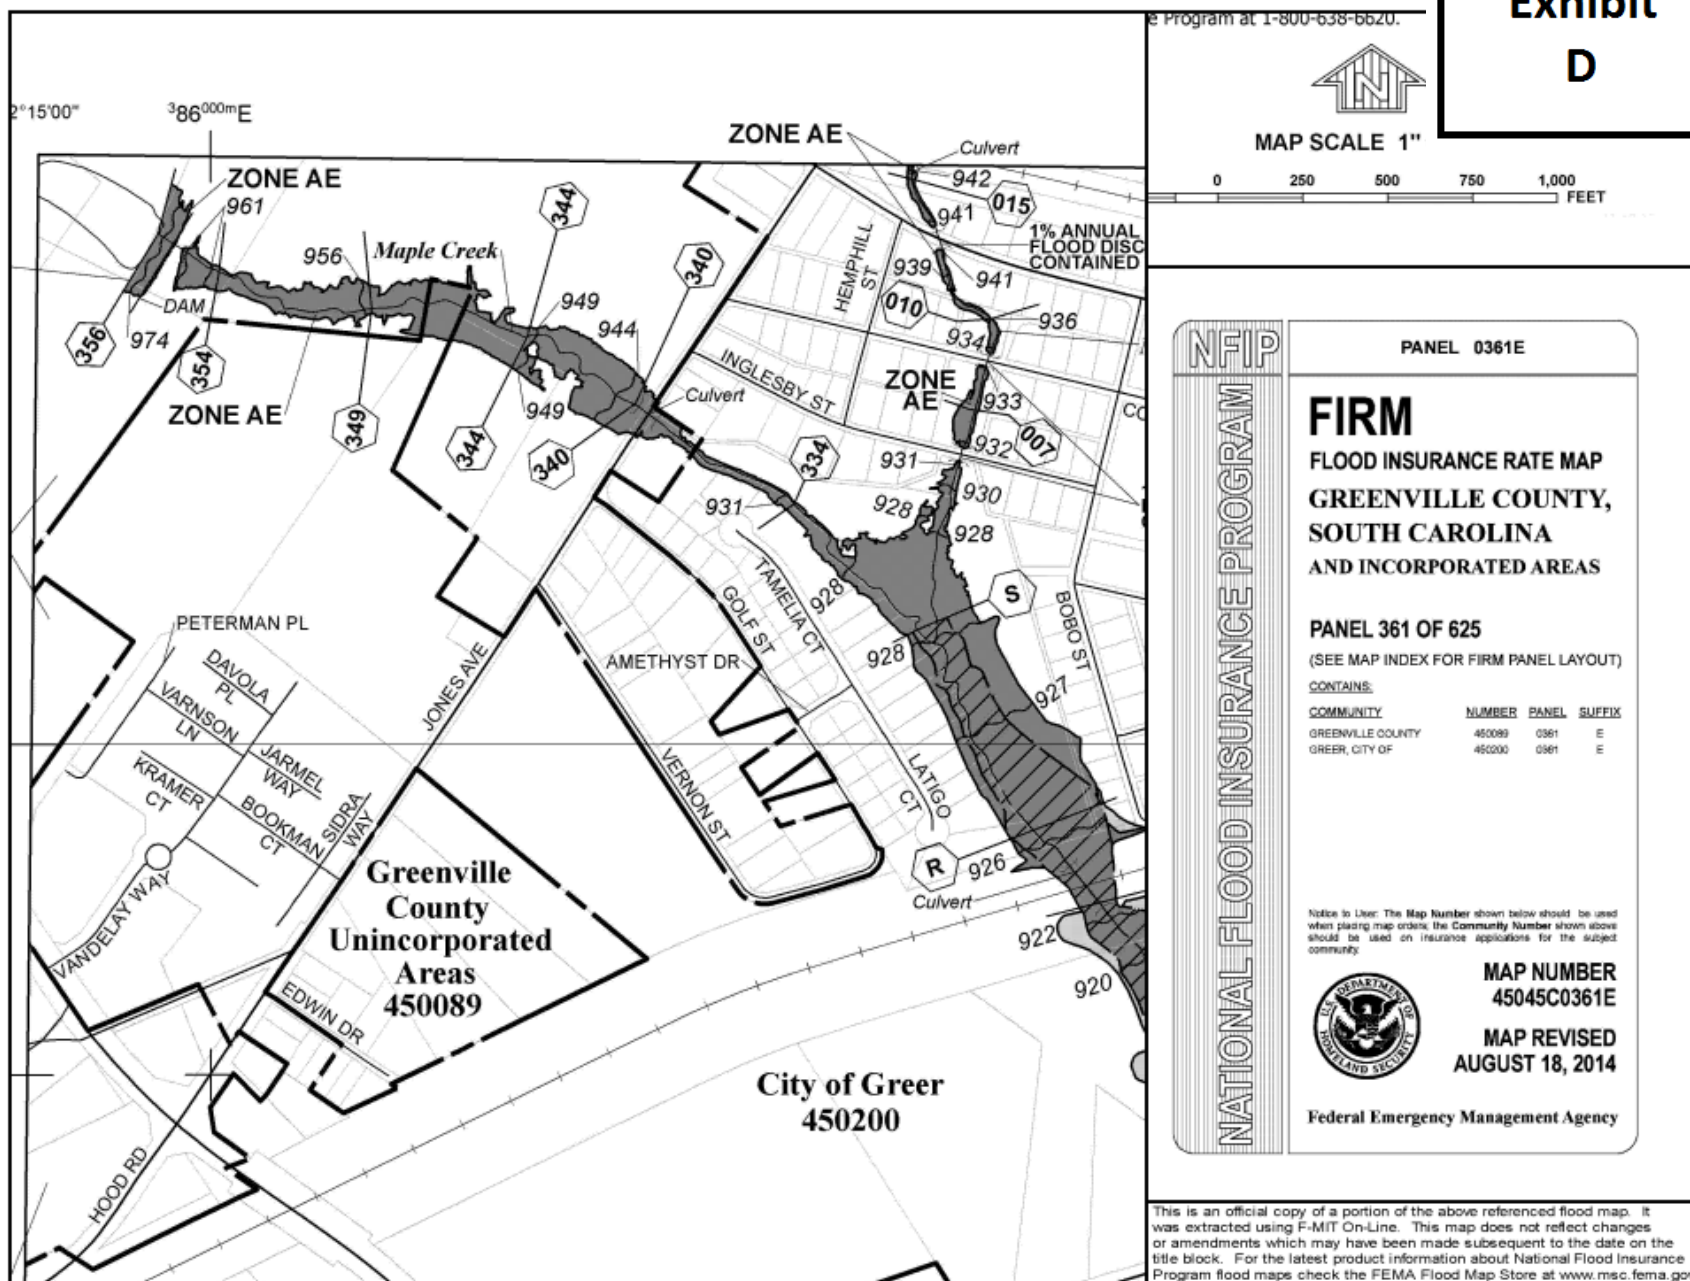 Exhibit
D
e Program at 1-800-638-6620.
N
MAP SCALE 1"
0 250 500 750 1,000
FEET
2°15'00"
386000mE
ZONE AE
961
956
Maple Creek
344
340
949
944
DAM
974
356
354
ZONE AE
349
344
949
340
Culvert
ZONE AE
Culvert
942
015
941
1% ANNUAL
FLOOD DISC
CONTAINED
HEMPHILL
ST
939
941
010
936
934
INGLESBY ST
ZONE
AE
933
CO
932
007
334
931
931
930
928
928
928
S
BOBO ST
TAMELIA CT
GOLF ST
928
927
AMETHYST DR
PETERMAN PL
DAVOLA
PL
VARNSON
LN
JARMEL
WAY
KRAMER
CT
BOOKMAN
CT
SIDRA
WAY
JONES AVE
VERNON ST
LATIGO
CT
R
926
Culvert
922
920
VANDELAY WAY
Greenville
County
Unincorporated
Areas
450089
EDWIN DR
HOOD RD
City of Greer
450200
NFIP
NATIONAL FLOOD INSURANCE PROGRAM
PANEL 0361E
FIRM
FLOOD INSURANCE RATE MAP
GREENVILLE COUNTY,
SOUTH CAROLINA
AND INCORPORATED AREAS
PANEL 361 OF 625
(SEE MAP INDEX FOR FIRM PANEL LAYOUT)
CONTAINS:
COMMUNITY NUMBER PANEL SUFFIX
GREENVILLE COUNTY 450089 0361 E
GREER, CITY OF 450200 0361 E
Notice to User: The Map Number shown below should be used
when placing map orders; the Community Number shown above
should be used on insurance applications for the subject
community.
U.S. DEPARTMENT OF
HOMELAND SECURITY
MAP NUMBER
45045C0361E
MAP REVISED
AUGUST 18, 2014
Federal Emergency Management Agency
This is an official copy of a portion of the above referenced flood map. It
was extracted using F-MIT On-Line. This map does not reflect changes
or amendments which may have been made subsequent to the date on the
title block. For the latest product information about National Flood Insurance
Program flood maps check the FEMA Flood Map Store at www.msc.fema.gov